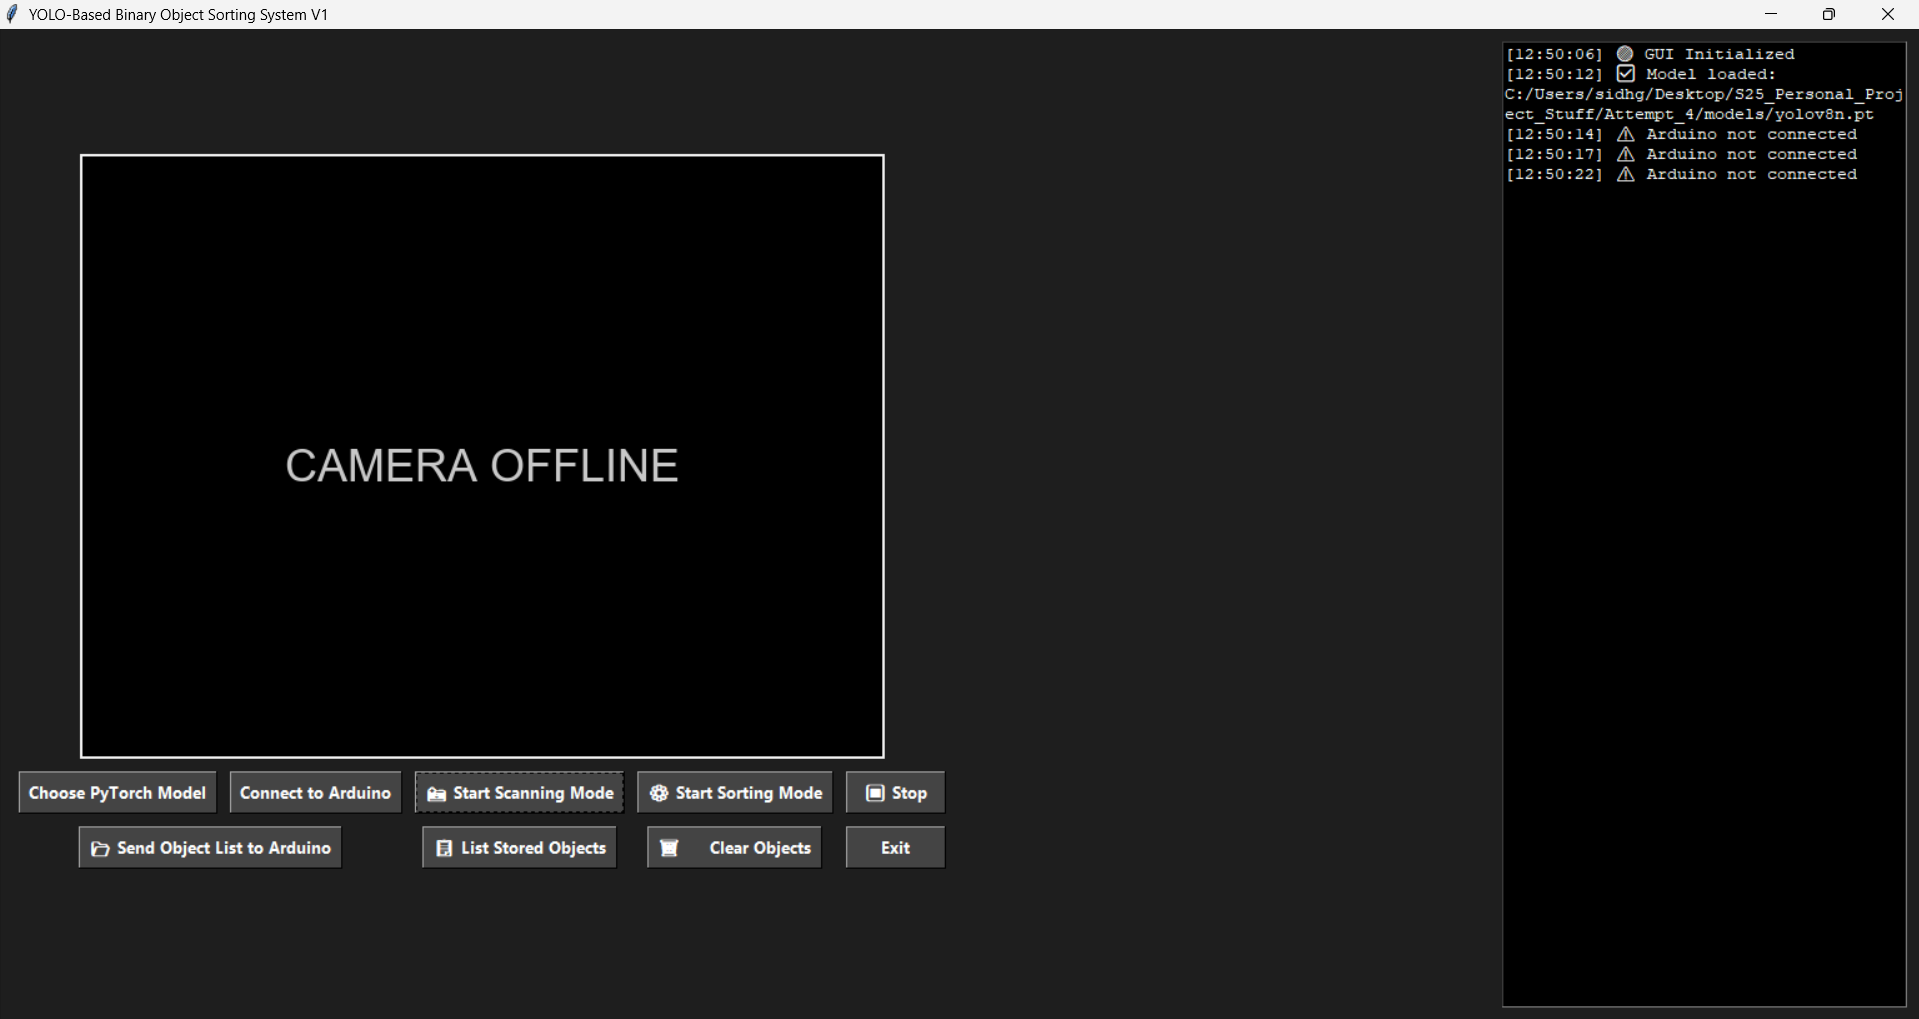 YOLO-Based Binary Object Sorting System V1
[12:50:06] GUI Initialized
[12:50:12] Model loaded:
C:/Users/sidhg/Desktop/S25_Personal_Proj
ect_Stuff/Attempt_4/models/yolov8n.pt
[12:50:14] ⚠ Arduino not connected
[12:50:17] ⚠ Arduino not connected
[12:50:22] ⚠ Arduino not connected
CAMERA OFFLINE
Choose PyTorch Model
Connect to Arduino
Start Scanning Mode
Start Sorting Mode
Stop
Send Object List to Arduino
List Stored Objects
Clear Objects
Exit